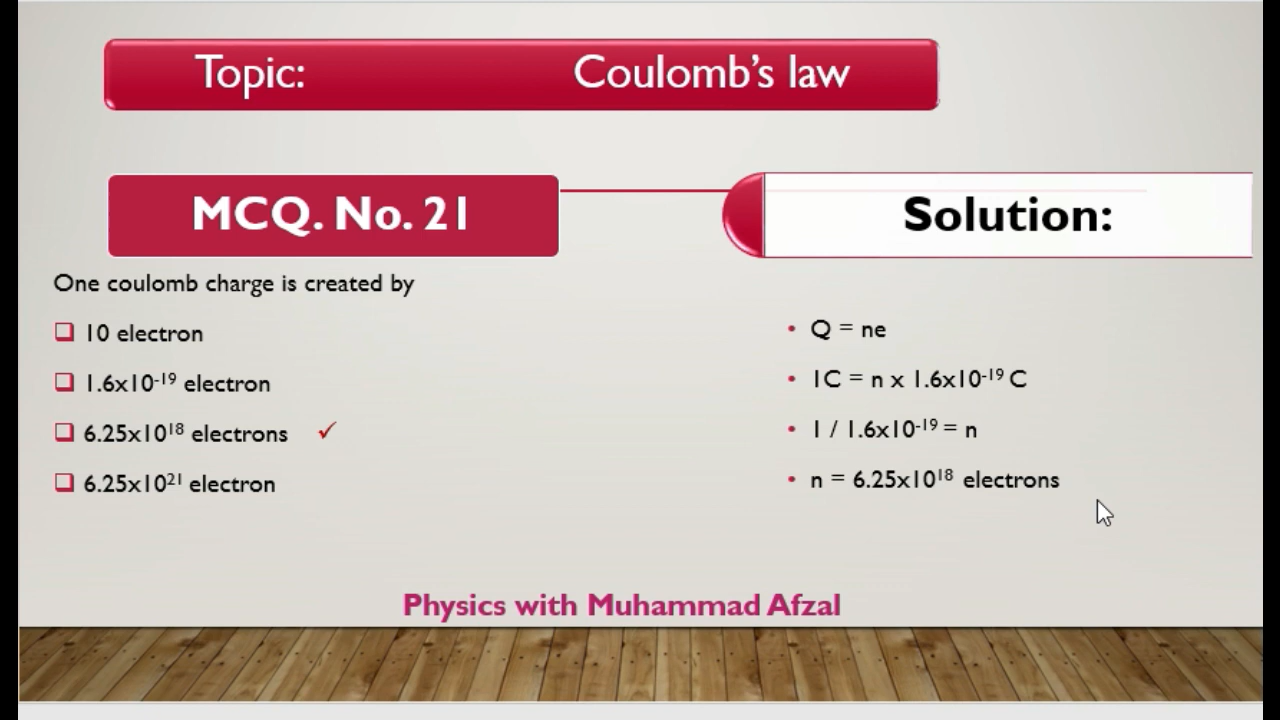 Topic: Coulomb's law
MCQ. No. 21
Solution:
One coulomb charge is created by
10 electron
1.6x10⁻¹⁹ electron
6.25x10¹⁸ electrons ✓
6.25x10²¹ electron
• Q = ne
• 1C = n x 1.6x10⁻¹⁹ C
• 1 / 1.6x10⁻¹⁹ = n
• n = 6.25x10¹⁸ electrons
Physics with Muhammad Afzal